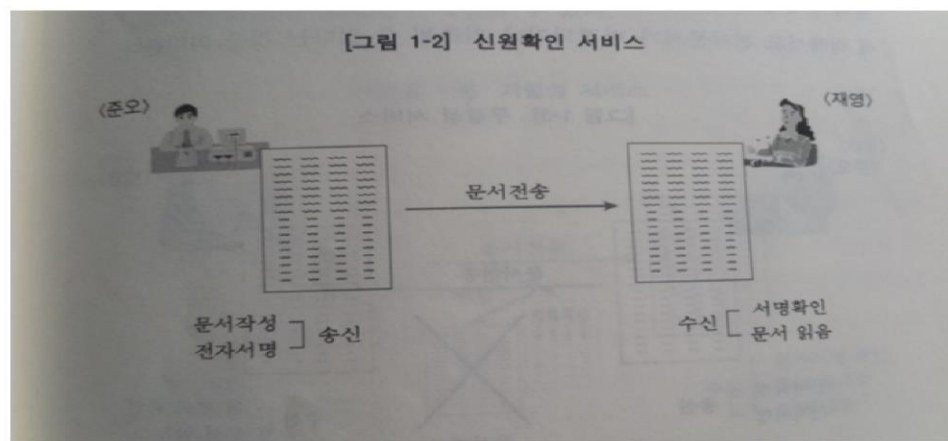 [그림 1-2] 신원확인 서비스
〈준오〉
〈재영〉
문서전송
문서작성
전자서명
송신
수신
서명확인
문서 읽음